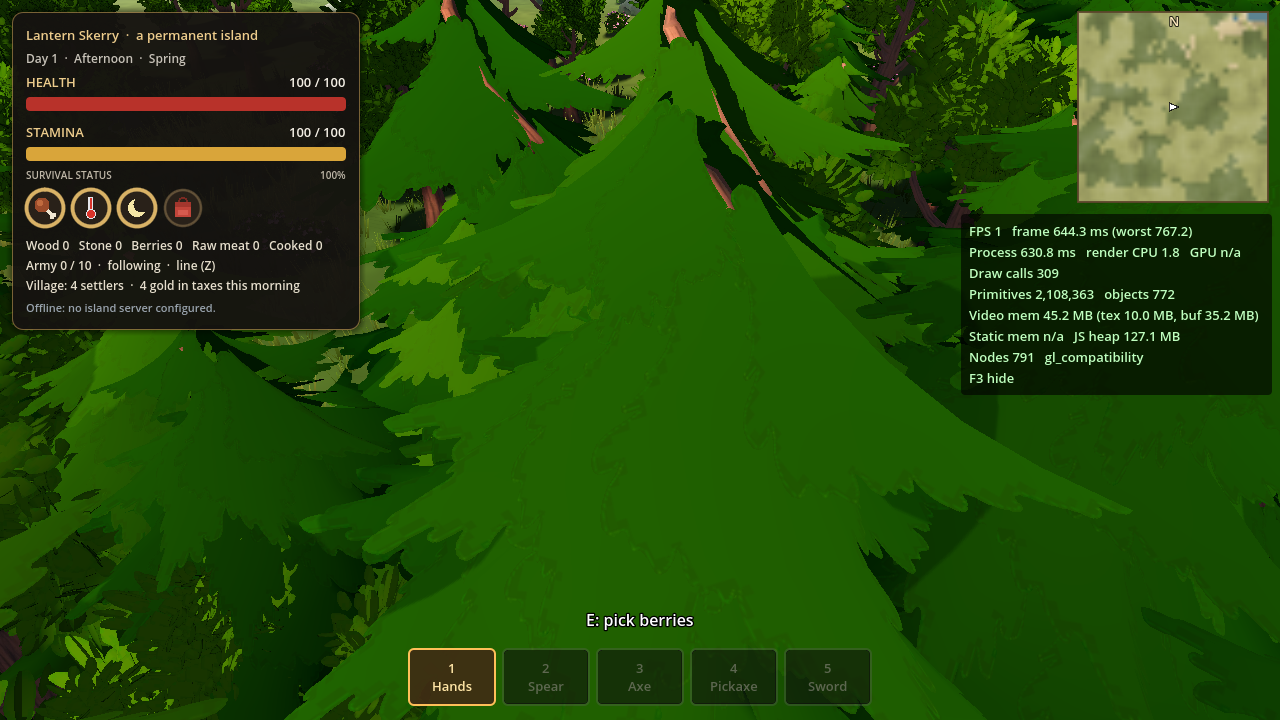 Lantern Skerry · a permanent island
Day 1 · Afternoon · Spring
HEALTH 100 / 100
STAMINA 100 / 100
SURVIVAL STATUS 100%
Wood 0 Stone 0 Berries 0 Raw meat 0 Cooked 0
Army 0 / 10 · following · line (Z)
Village: 4 settlers · 4 gold in taxes this morning
Offline: no island server configured.
N
FPS 1 frame 644.3 ms (worst 767.2)
Process 630.8 ms render CPU 1.8 GPU n/a
Draw calls 309
Primitives 2,108,363 objects 772
Video mem 45.2 MB (tex 10.0 MB, buf 35.2 MB)
Static mem n/a JS heap 127.1 MB
Nodes 791 gl_compatibility
F3 hide
E: pick berries
1 Hands
2 Spear
3 Axe
4 Pickaxe
5 Sword